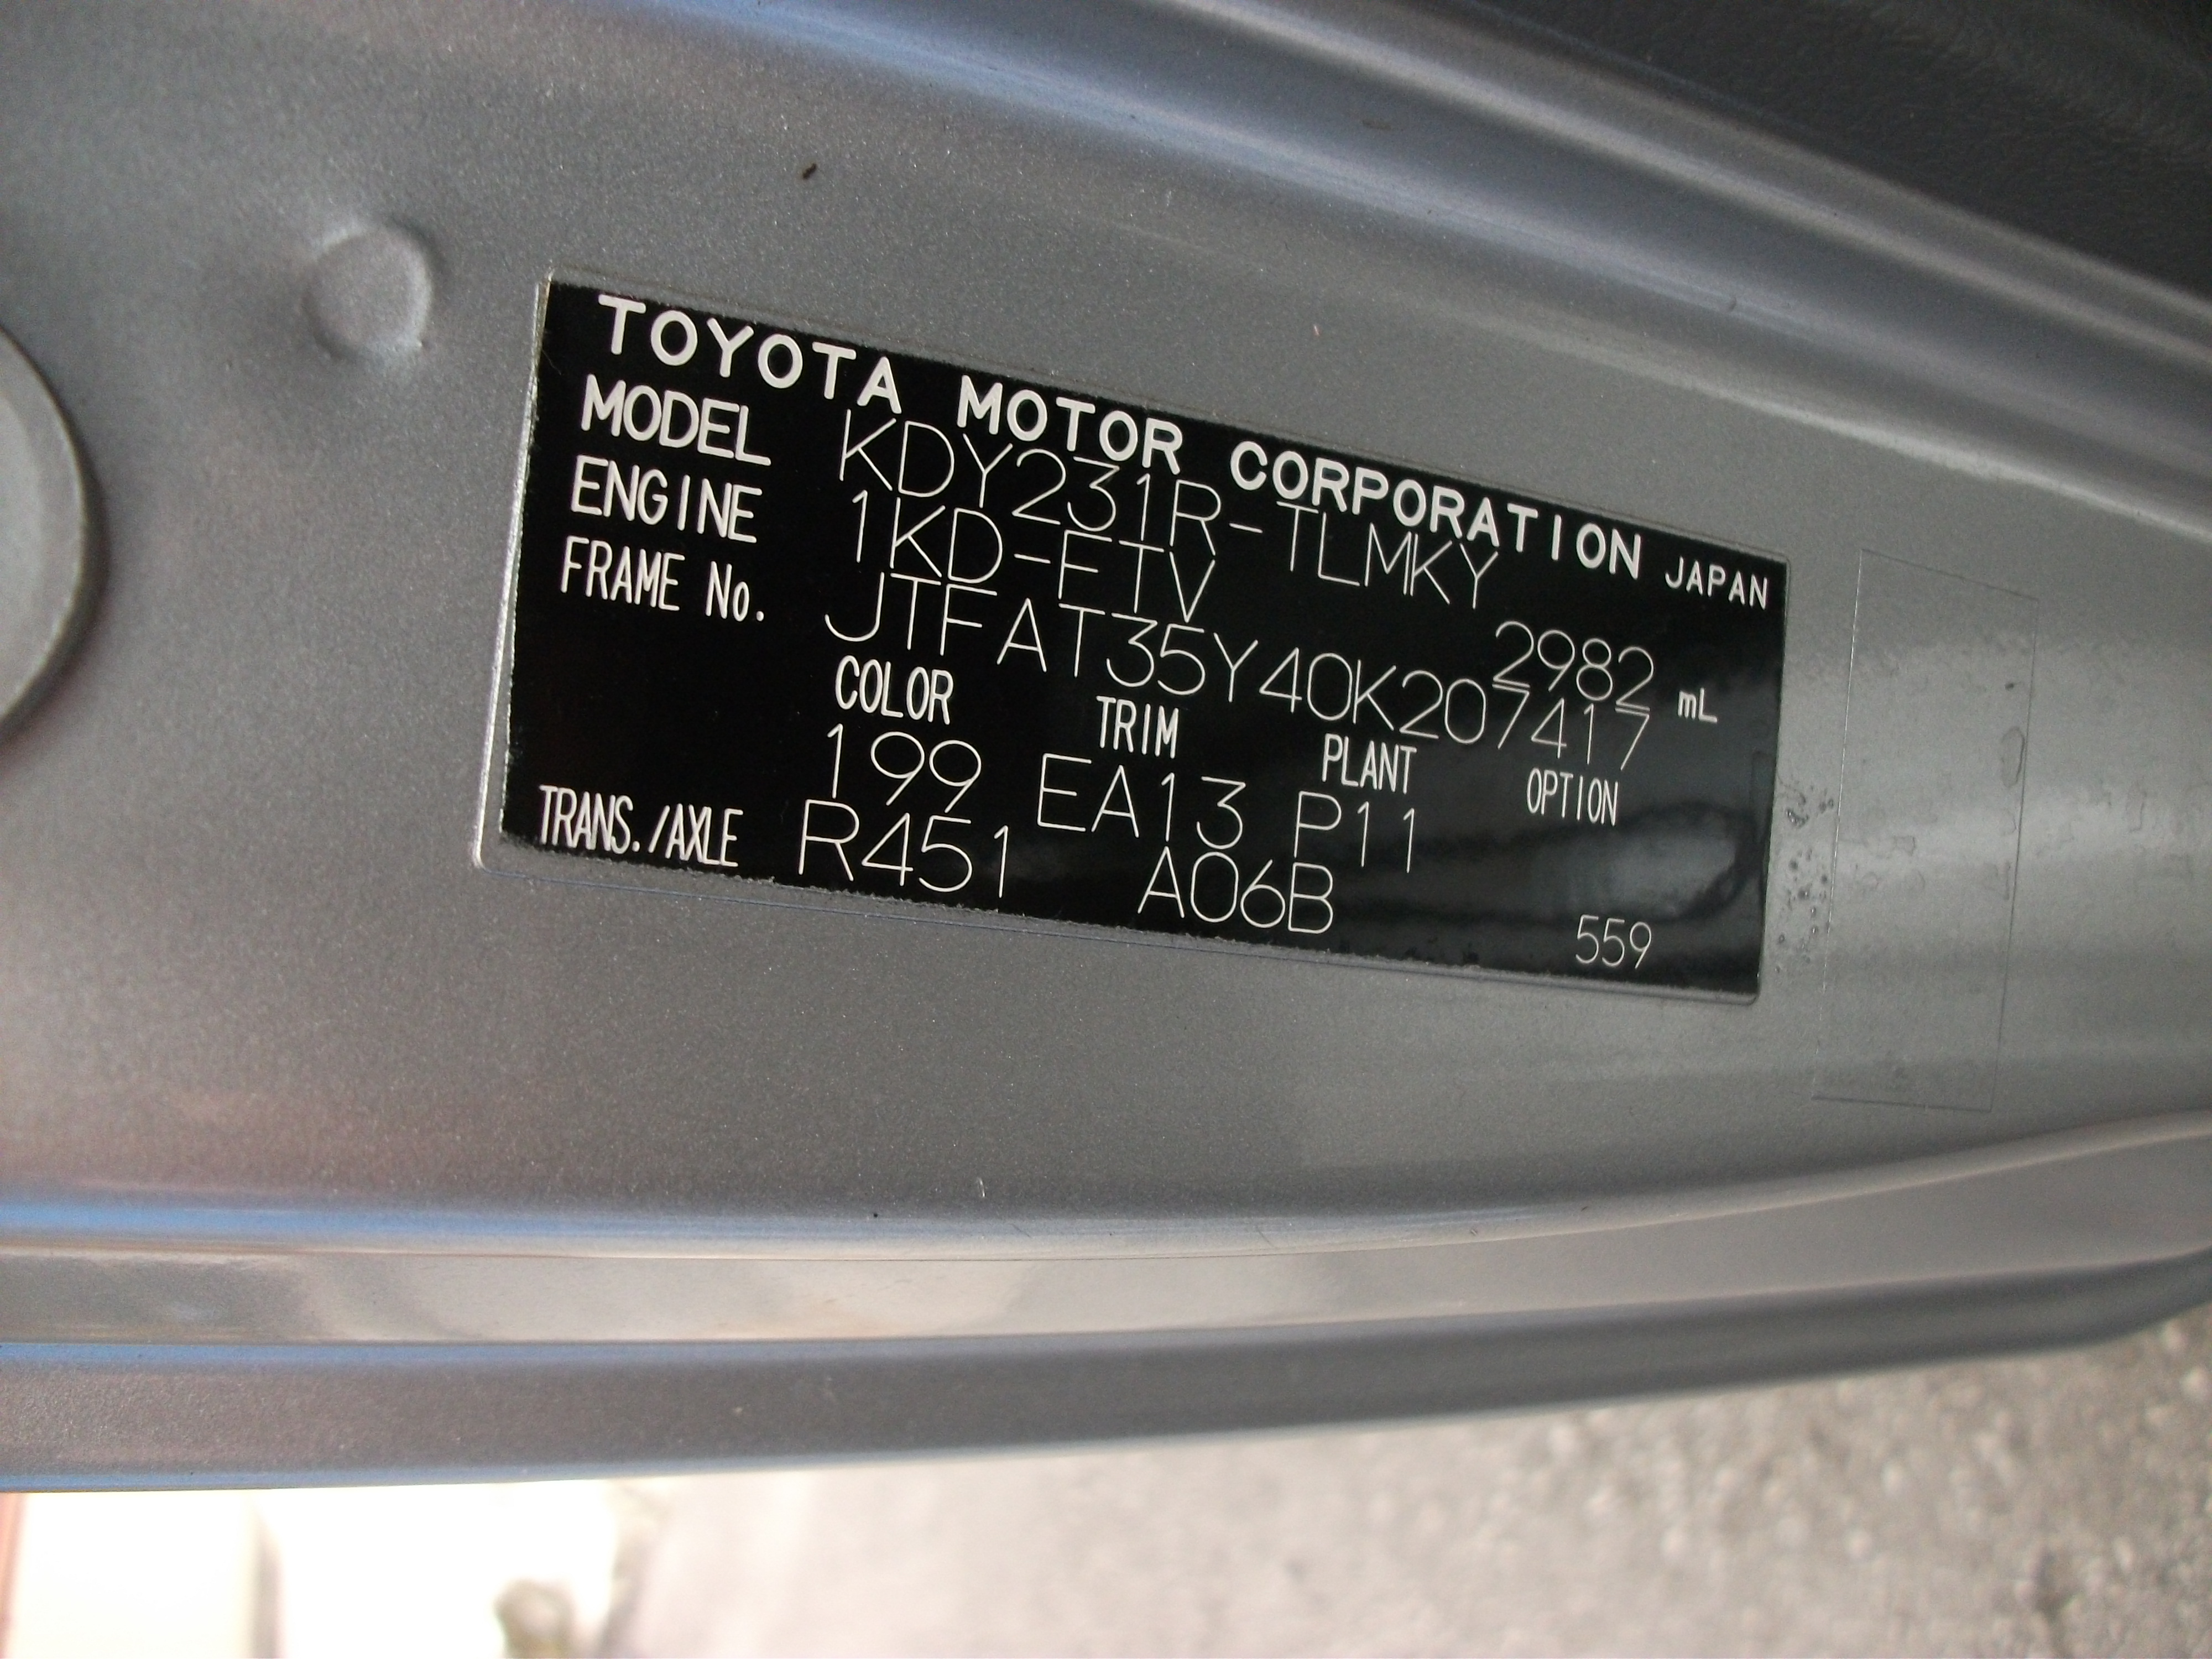 TOYOTA MOTOR CORPORATION JAPAN
MODEL KDY231R-TLMKY
ENGINE 1KD-FTV 2982 mL
FRAME No. JTFAT35Y40K207417
COLOR TRIM PLANT OPTION
199 EA13 P11
TRANS./AXLE R451 A06B
559